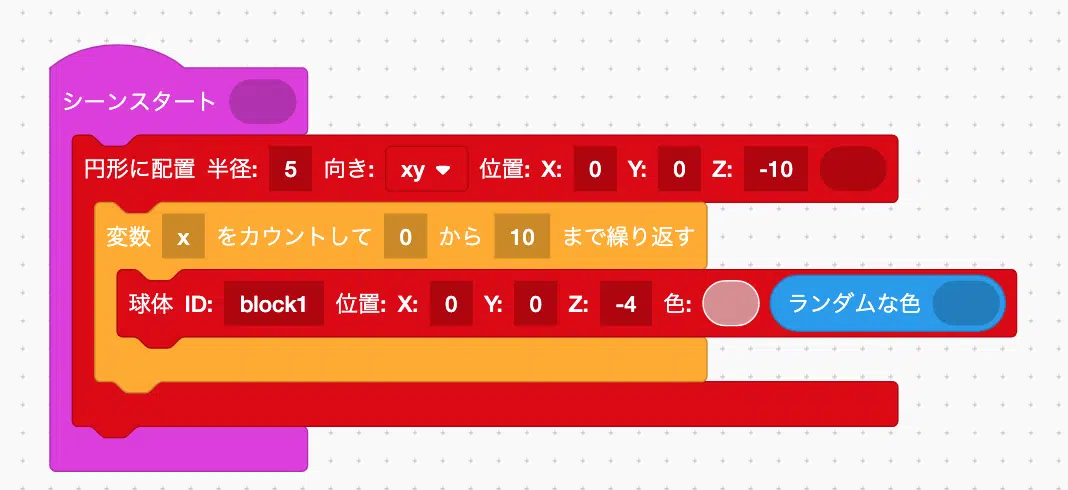 シーンスタート
円形に配置 半径: 5 向き: xy 位置: X: 0 Y: 0 Z: -10
変数 x をカウントして 0 から 10 まで繰り返す
球体 ID: block1 位置: X: 0 Y: 0 Z: -4 色: ランダムな色